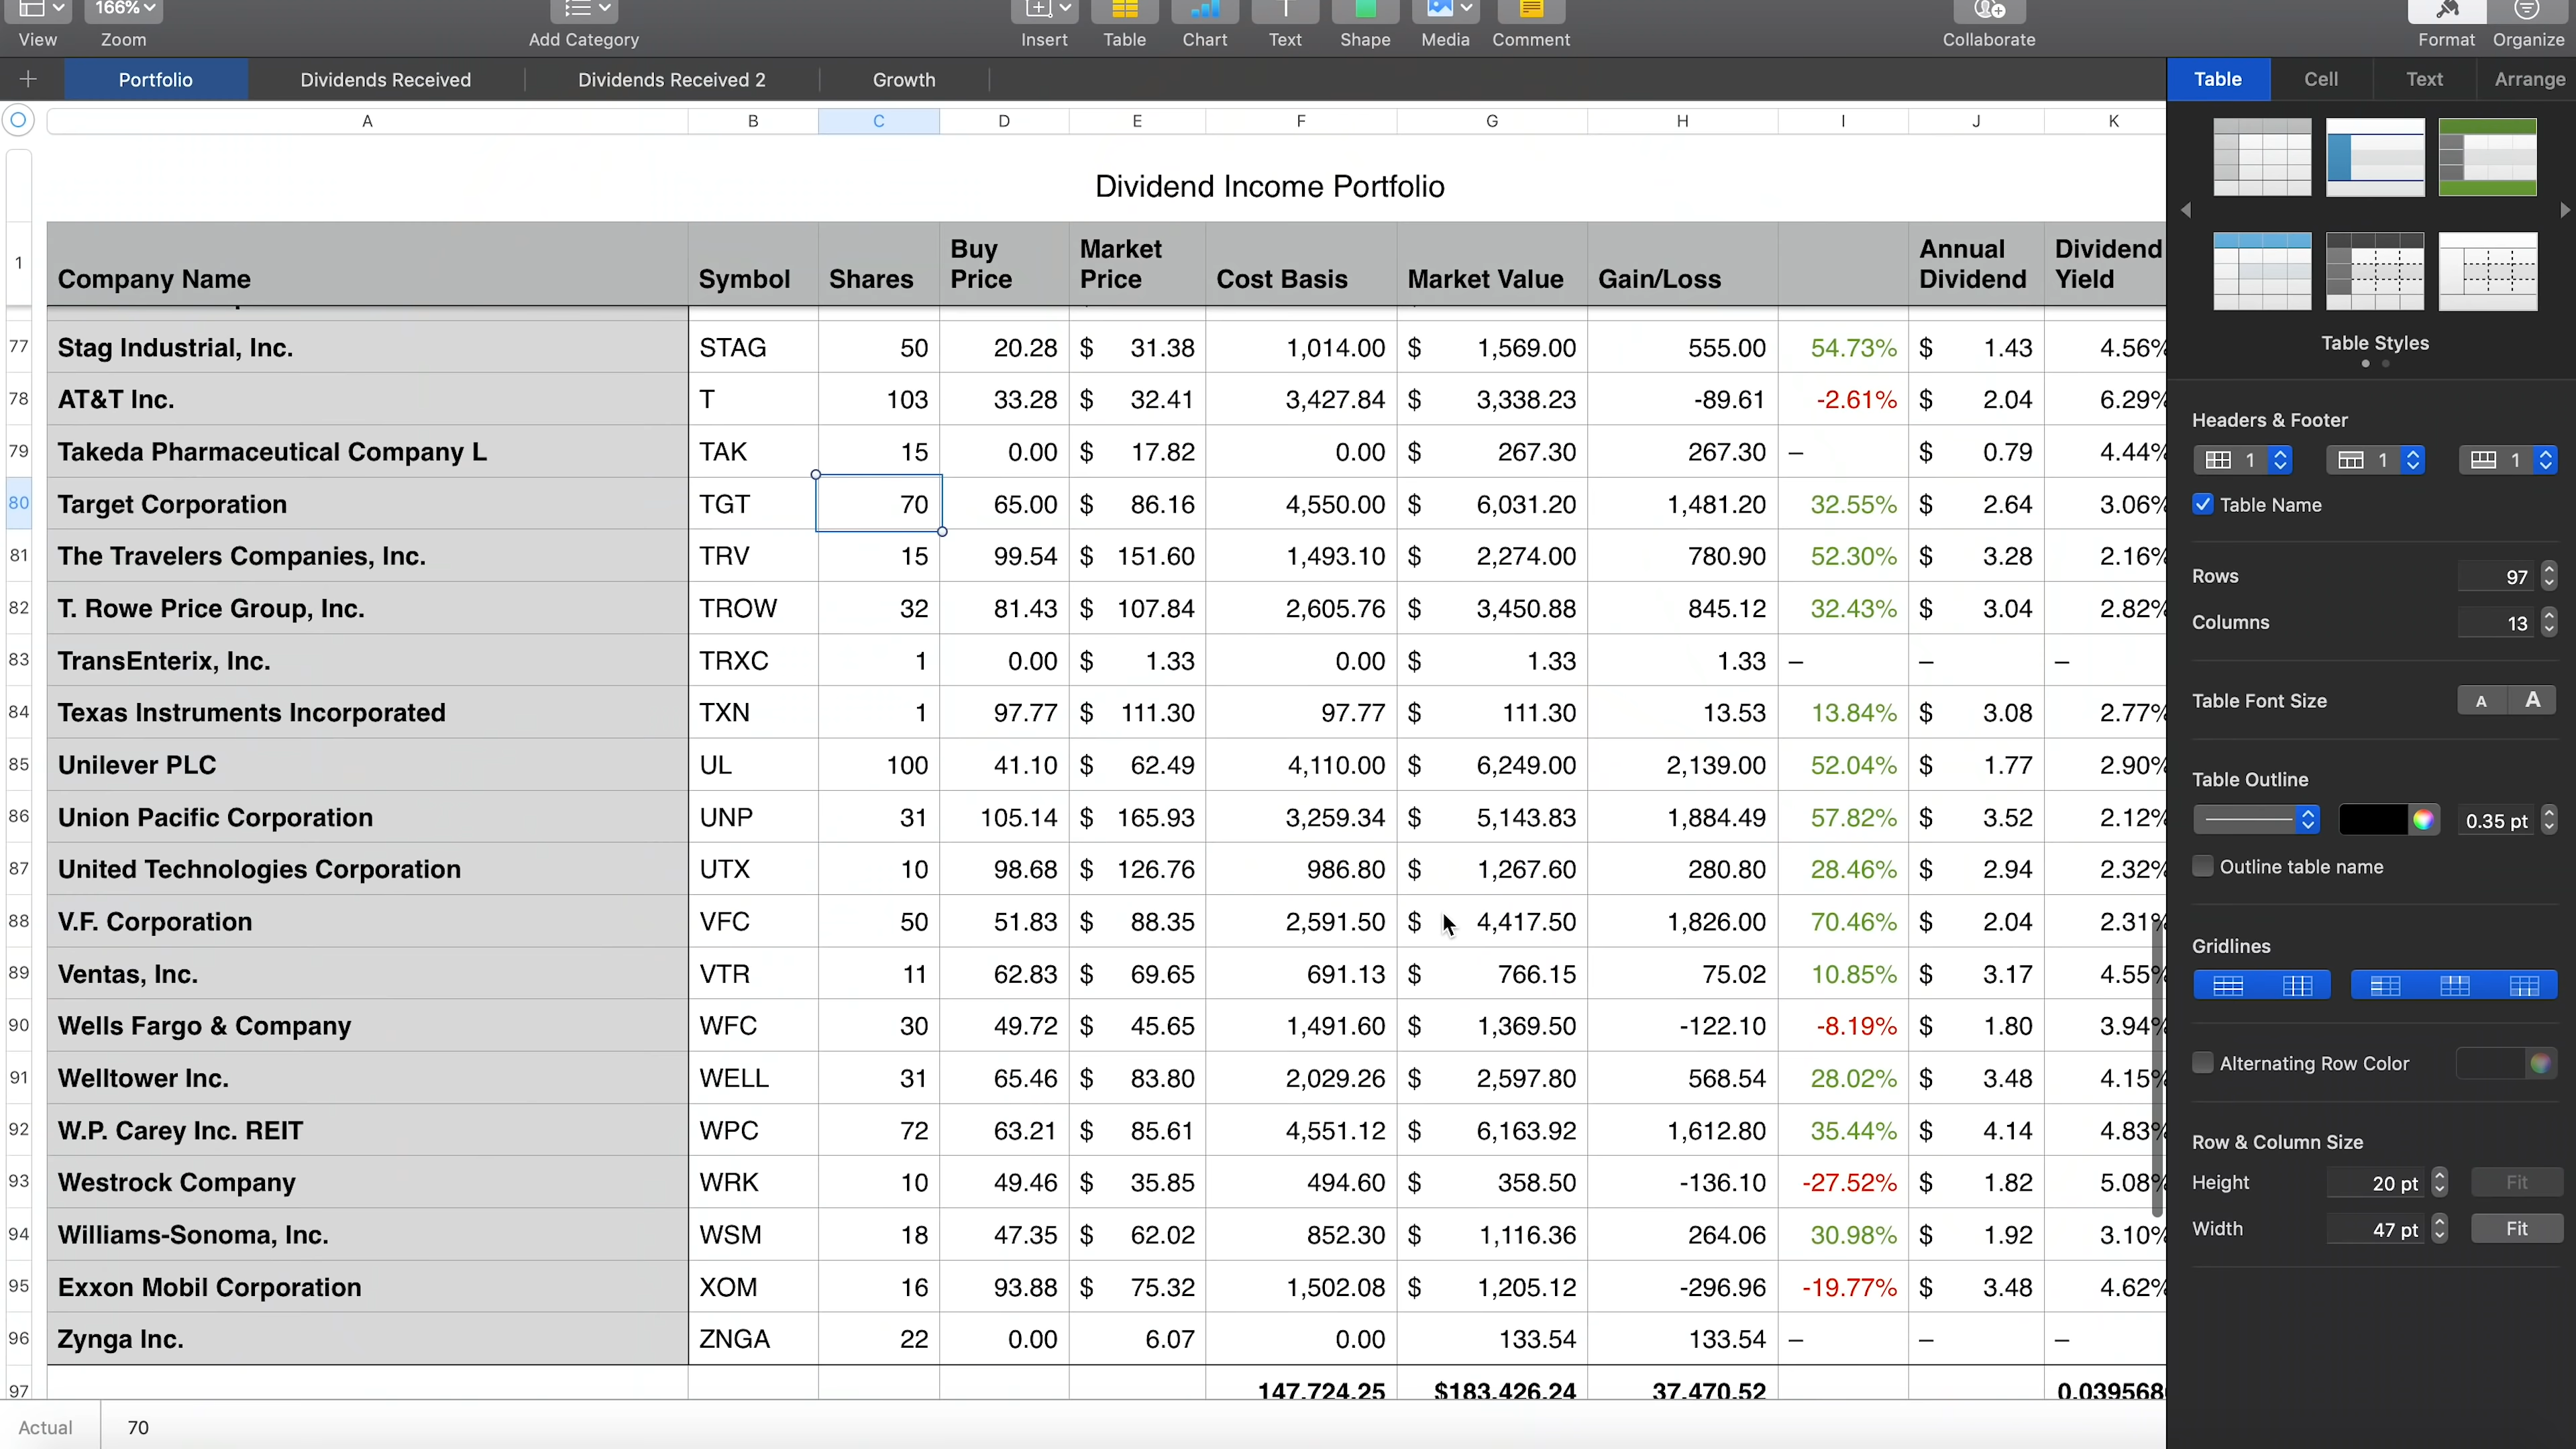 166%
View Zoom Add Category Insert Table Chart Text Shape Media Comment Collaborate Format Organize
+ Portfolio Dividends Received Dividends Received 2 Growth
Table Cell Text Arrange
A B C D E F G H I J K
Dividend Income Portfolio
1 Company Name Symbol Shares Buy Price Market Price Cost Basis Market Value Gain/Loss Annual Dividend Dividend Yield
77 Stag Industrial, Inc. STAG 50 20.28 $ 31.38 1,014.00 $ 1,569.00 555.00 54.73% $ 1.43 4.56%
78 AT&T Inc. T 103 33.28 $ 32.41 3,427.84 $ 3,338.23 -89.61 -2.61% $ 2.04 6.29%
79 Takeda Pharmaceutical Company L TAK 15 0.00 $ 17.82 0.00 $ 267.30 267.30 – $ 0.79 4.44%
80 Target Corporation TGT 70 65.00 $ 86.16 4,550.00 $ 6,031.20 1,481.20 32.55% $ 2.64 3.06%
81 The Travelers Companies, Inc. TRV 15 99.54 $ 151.60 1,493.10 $ 2,274.00 780.90 52.30% $ 3.28 2.16%
82 T. Rowe Price Group, Inc. TROW 32 81.43 $ 107.84 2,605.76 $ 3,450.88 845.12 32.43% $ 3.04 2.82%
83 TransEnterix, Inc. TRXC 1 0.00 $ 1.33 0.00 $ 1.33 1.33 – – –
84 Texas Instruments Incorporated TXN 1 97.77 $ 111.30 97.77 $ 111.30 13.53 13.84% $ 3.08 2.77%
85 Unilever PLC UL 100 41.10 $ 62.49 4,110.00 $ 6,249.00 2,139.00 52.04% $ 1.77 2.90%
86 Union Pacific Corporation UNP 31 105.14 $ 165.93 3,259.34 $ 5,143.83 1,884.49 57.82% $ 3.52 2.12%
87 United Technologies Corporation UTX 10 98.68 $ 126.76 986.80 $ 1,267.60 280.80 28.46% $ 2.94 2.32%
88 V.F. Corporation VFC 50 51.83 $ 88.35 2,591.50 $ 4,417.50 1,826.00 70.46% $ 2.04 2.31%
89 Ventas, Inc. VTR 11 62.83 $ 69.65 691.13 $ 766.15 75.02 10.85% $ 3.17 4.55%
90 Wells Fargo & Company WFC 30 49.72 $ 45.65 1,491.60 $ 1,369.50 -122.10 -8.19% $ 1.80 3.94%
91 Welltower Inc. WELL 31 65.46 $ 83.80 2,029.26 $ 2,597.80 568.54 28.02% $ 3.48 4.15%
92 W.P. Carey Inc. REIT WPC 72 63.21 $ 85.61 4,551.12 $ 6,163.92 1,612.80 35.44% $ 4.14 4.83%
93 Westrock Company WRK 10 49.46 $ 35.85 494.60 $ 358.50 -136.10 -27.52% $ 1.82 5.08%
94 Williams-Sonoma, Inc. WSM 18 47.35 $ 62.02 852.30 $ 1,116.36 264.06 30.98% $ 1.92 3.10%
95 Exxon Mobil Corporation XOM 16 93.88 $ 75.32 1,502.08 $ 1,205.12 -296.96 -19.77% $ 3.48 4.62%
96 Zynga Inc. ZNGA 22 0.00 6.07 0.00 133.54 133.54 – – –
97 147,724.25 $183,426.24 37,470.52 0.039568
Actual 70
Table Styles
Headers & Footer
1 1 1
Table Name
Rows 97
Columns 13
Table Font Size A A
Table Outline
0.35 pt
Outline table name
Gridlines
Alternating Row Color
Row & Column Size
Height 20 pt Fit
Width 47 pt Fit